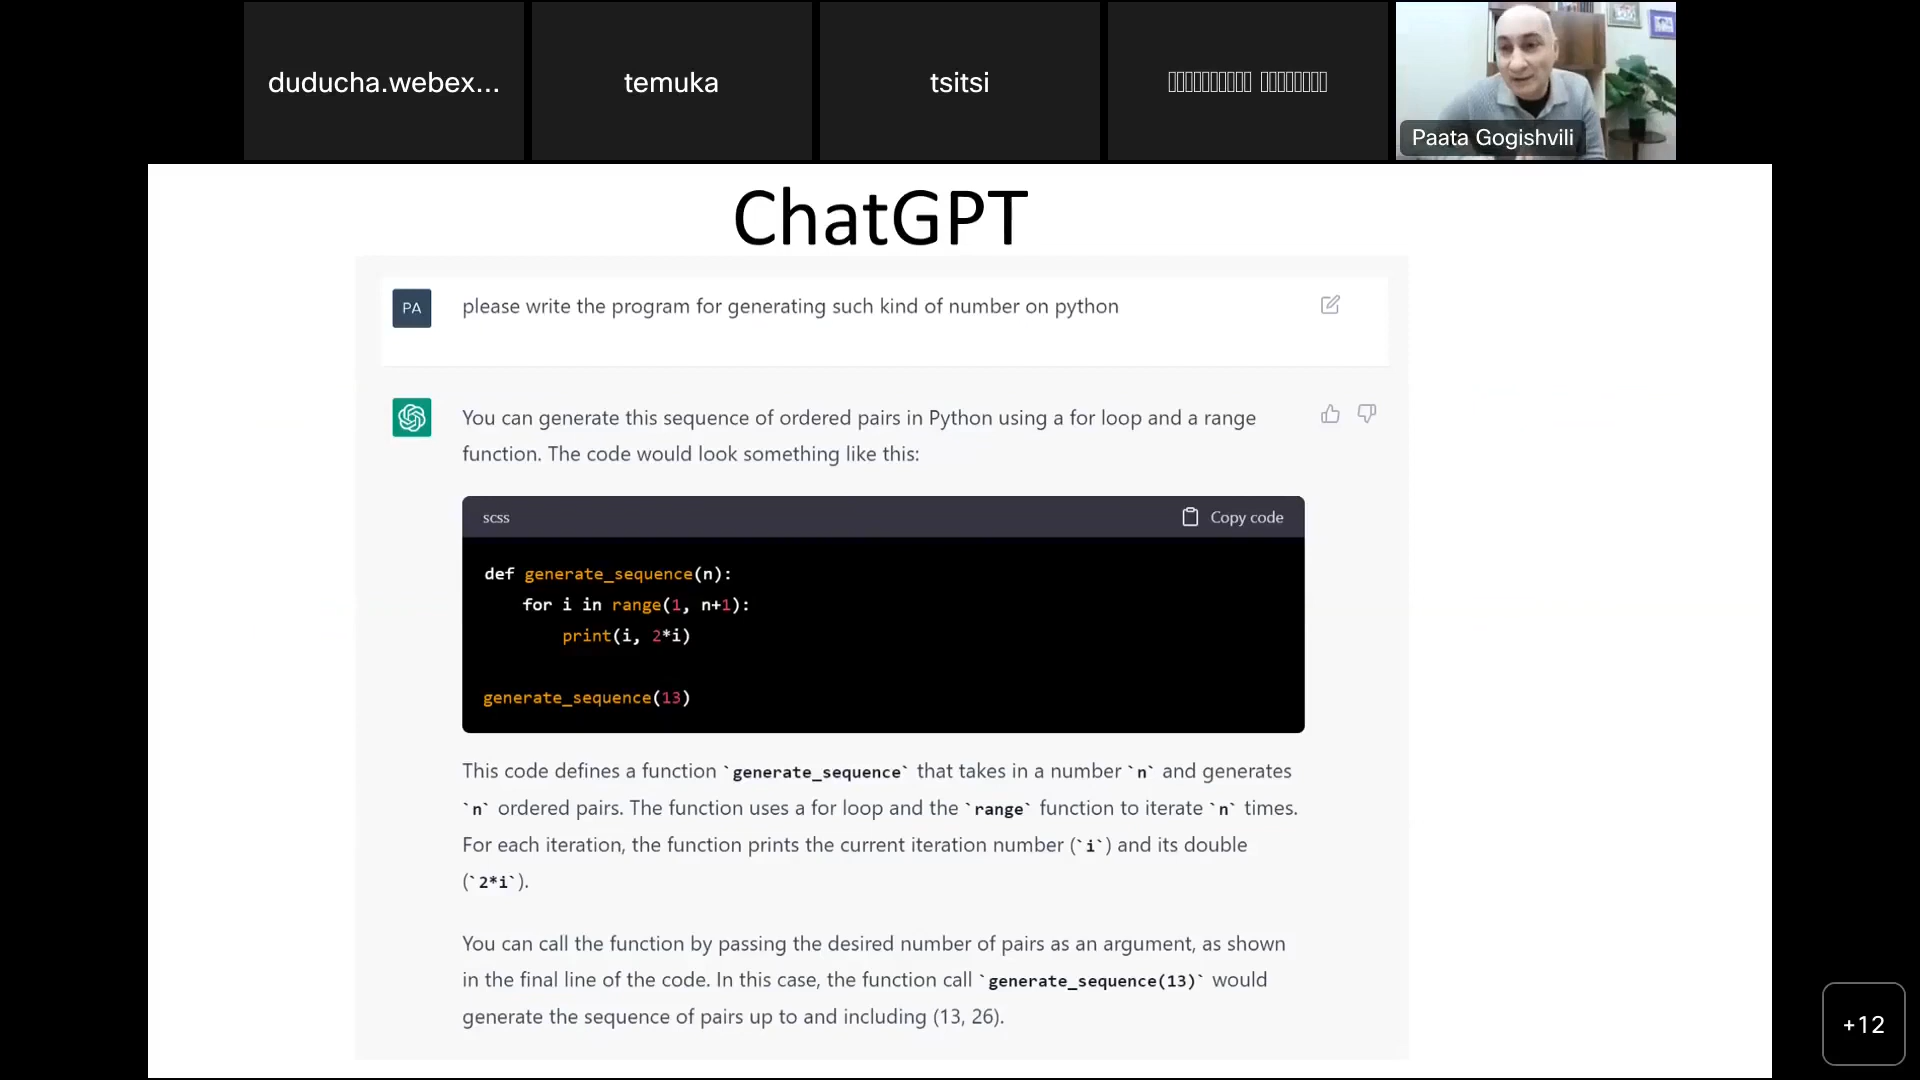 duducha.webex...
temuka
tsitsi
Paata Gogishvili
ChatGPT
PA
please write the program for generating such kind of number on python
You can generate this sequence of ordered pairs in Python using a for loop and a range
function. The code would look something like this:
scss
Copy code
def generate_sequence(n):
    for i in range(1, n+1):
        print(i, 2*i)
generate_sequence(13)
This code defines a function `generate_sequence` that takes in a number `n` and generates
`n` ordered pairs. The function uses a for loop and the `range` function to iterate `n` times.
For each iteration, the function prints the current iteration number (`i`) and its double
(`2*i`).
You can call the function by passing the desired number of pairs as an argument, as shown
in the final line of the code. In this case, the function call `generate_sequence(13)` would
generate the sequence of pairs up to and including (13, 26).
+12